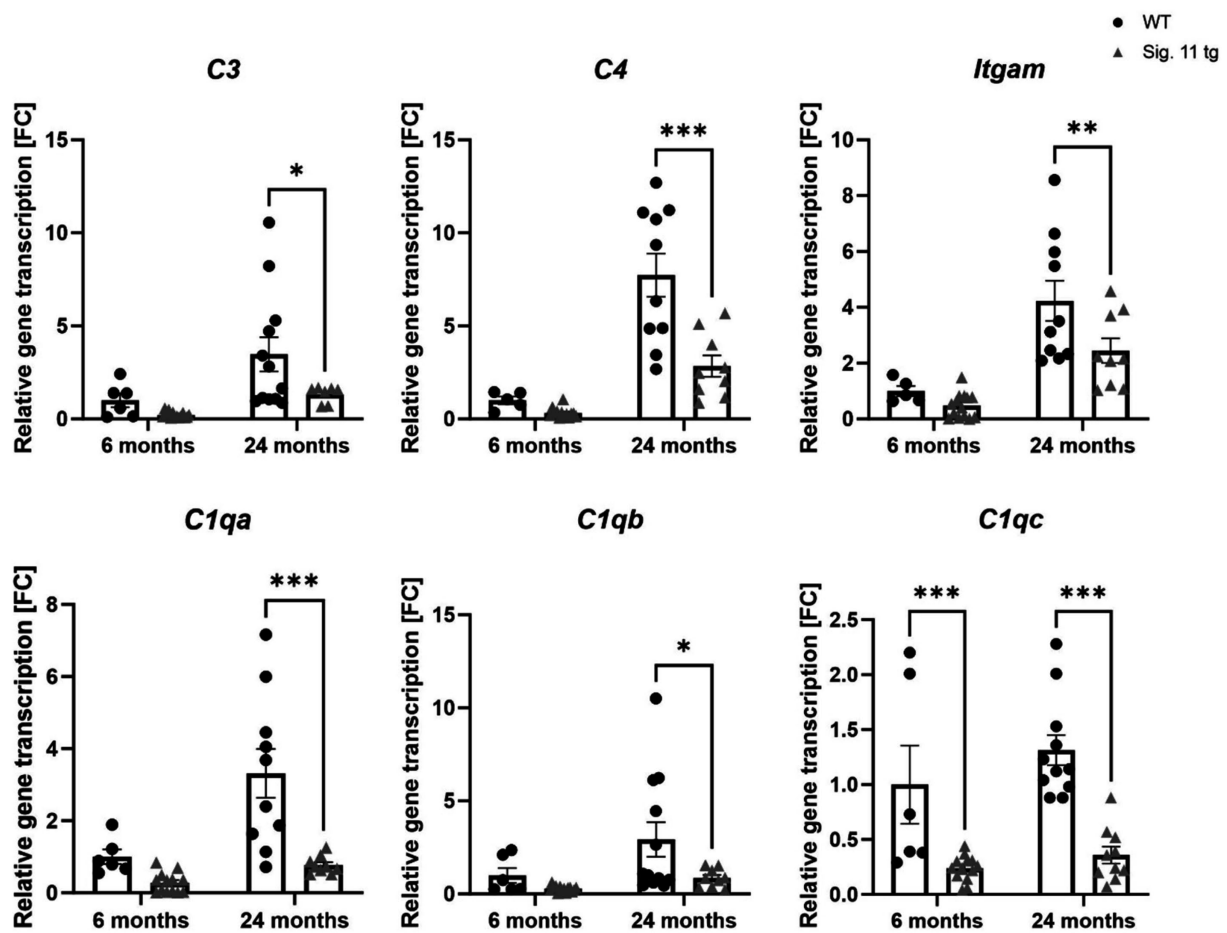 WT
Sig. 11 tg
C3
C4
Itgam
Relative gene transcription [FC]
15
10
5
0
*
6 months
24 months
Relative gene transcription [FC]
15
10
5
0
***
6 months
24 months
Relative gene transcription [FC]
10
8
6
4
2
0
**
6 months
24 months
C1qa
C1qb
C1qc
Relative gene transcription [FC]
8
6
4
2
0
***
6 months
24 months
Relative gene transcription [FC]
15
10
5
0
*
6 months
24 months
Relative gene transcription [FC]
2.5
2.0
1.5
1.0
0.5
0.0
***
***
6 months
24 months